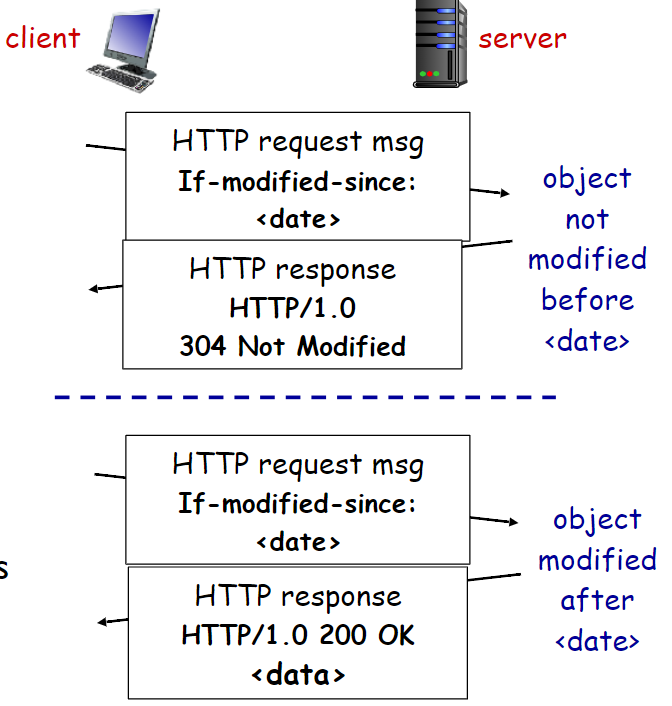 client
server
HTTP request msg
If-modified-since:
<date>
object
not
modified
before
<date>
HTTP response
HTTP/1.0
304 Not Modified
HTTP request msg
If-modified-since:
<date>
object
modified
after
<date>
s
HTTP response
HTTP/1.0 200 OK
<data>